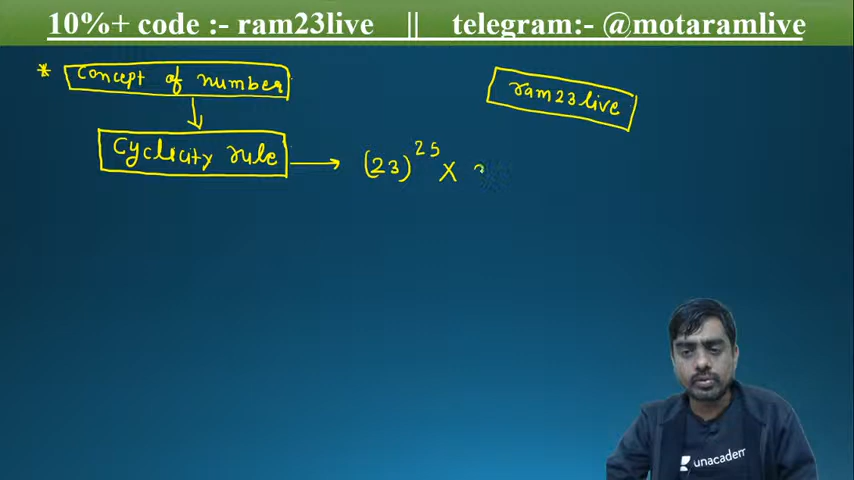 10%+ code :- ram23live || telegram:- @motaramlive
* Concept of number
ram23live
Cyclicity rule → (23)^25 X
unacadem